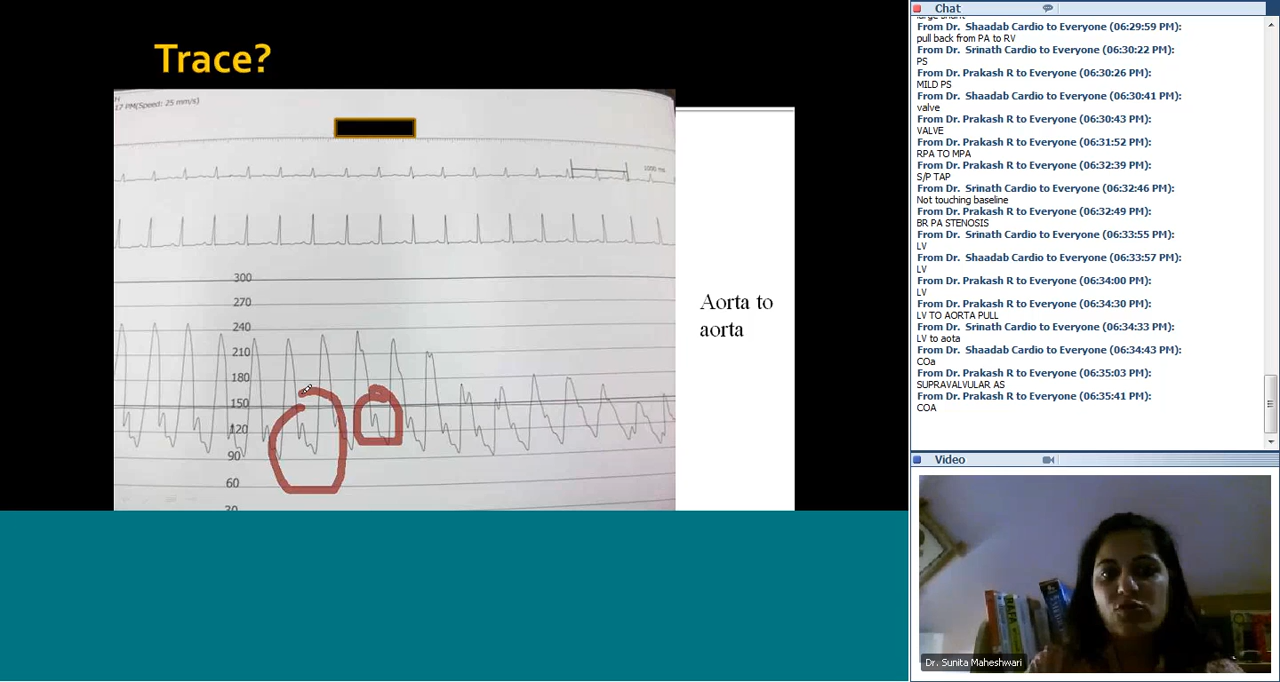 Trace?
H
17 PM(Speed: 25 mm/s)
1000 ms
300
270
240
210
180
150
120
90
60
30
Aorta to
aorta
Chat
large shunt
From Dr. Shaadab Cardio to Everyone (06:29:59 PM):
pull back from PA to RV
From Dr. Srinath Cardio to Everyone (06:30:22 PM):
PS
From Dr. Prakash R to Everyone (06:30:26 PM):
MILD PS
From Dr. Shaadab Cardio to Everyone (06:30:41 PM):
valve
From Dr. Prakash R to Everyone (06:30:43 PM):
VALVE
From Dr. Prakash R to Everyone (06:31:52 PM):
RPA TO MPA
From Dr. Prakash R to Everyone (06:32:39 PM):
S/P TAP
From Dr. Srinath Cardio to Everyone (06:32:46 PM):
Not touching baseline
From Dr. Prakash R to Everyone (06:32:49 PM):
BR PA STENOSIS
From Dr. Srinath Cardio to Everyone (06:33:55 PM):
LV
From Dr. Shaadab Cardio to Everyone (06:33:57 PM):
LV
From Dr. Prakash R to Everyone (06:34:00 PM):
LV
From Dr. Prakash R to Everyone (06:34:30 PM):
LV TO AORTA PULL
From Dr. Srinath Cardio to Everyone (06:34:33 PM):
LV to aota
From Dr. Shaadab Cardio to Everyone (06:34:43 PM):
COa
From Dr. Prakash R to Everyone (06:35:03 PM):
SUPRAVALVULAR AS
From Dr. Prakash R to Everyone (06:35:41 PM):
COA
Video
Dr. Sunita Maheshwari